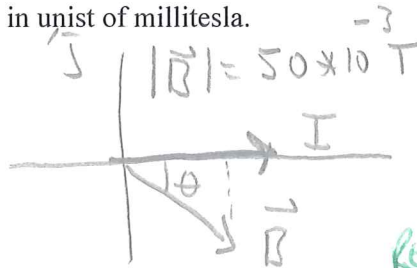 in unist of millitesla.
|B⃗| = 50*10⁻³ T
I
θ
B⃗